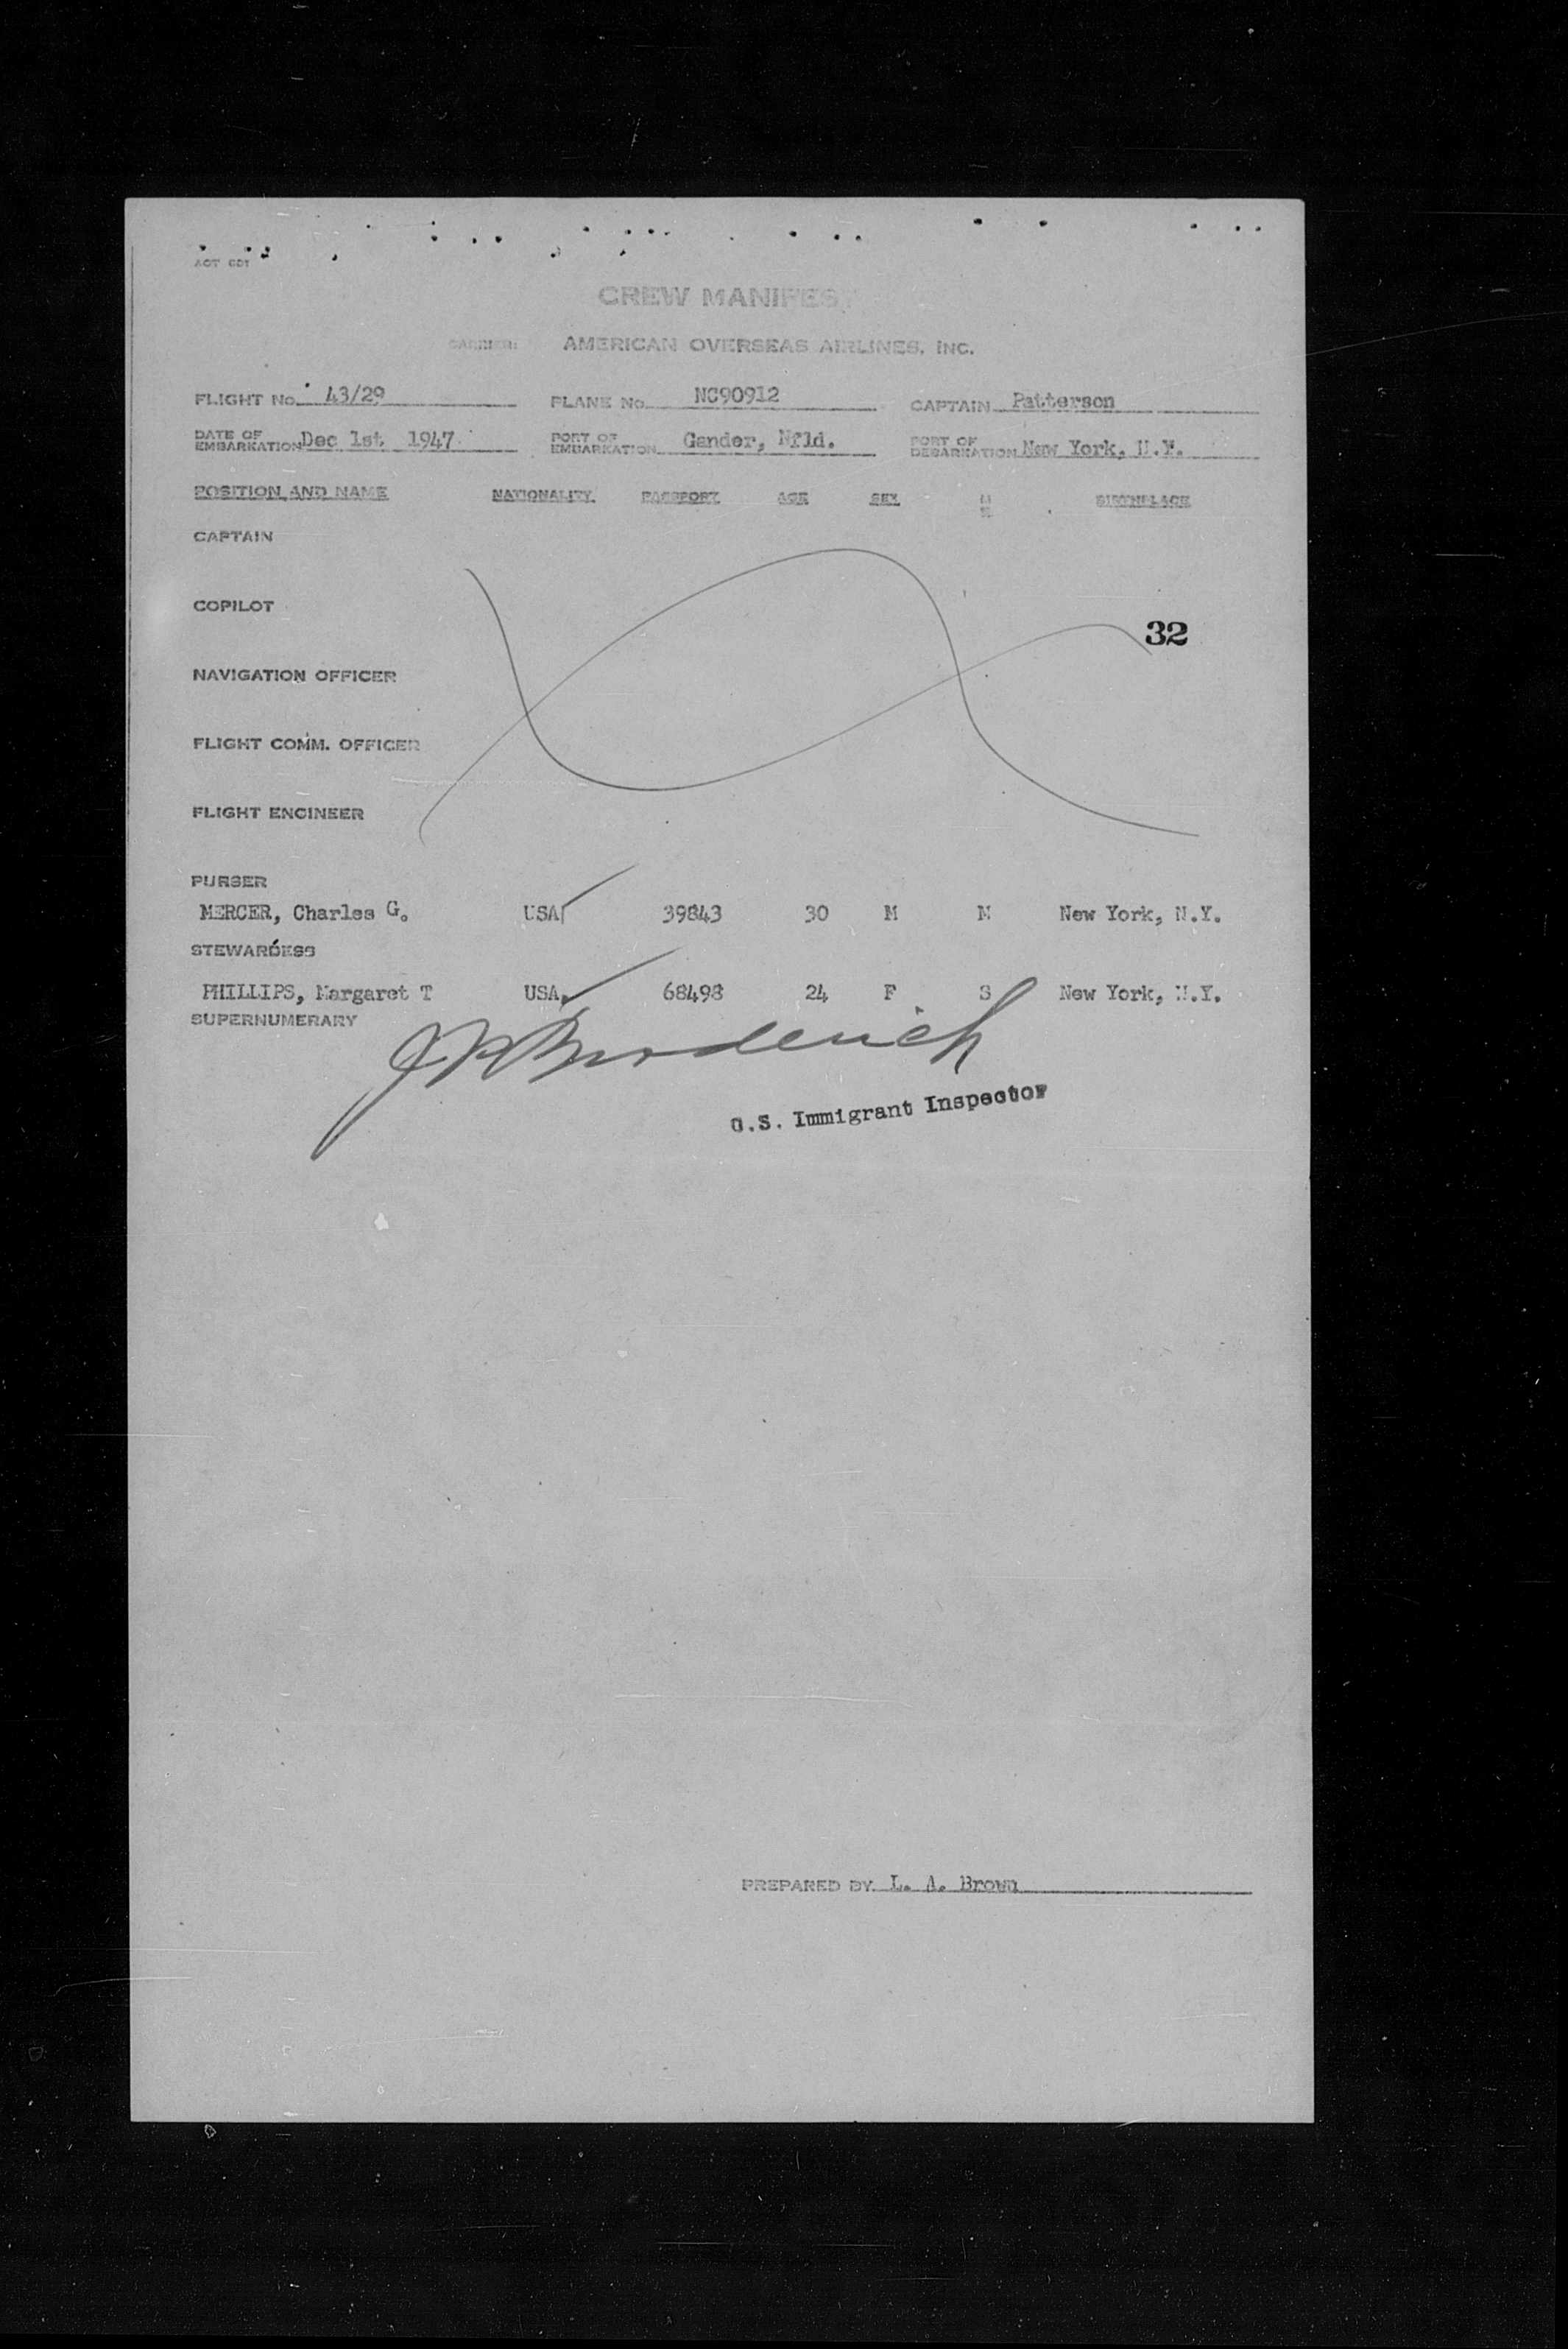 CREW MANIFEST
CARRIER: AMERICAN OVERSEAS AIRLINES, INC.
FLIGHT No. 43/29 PLANE No. NC90912 CAPTAIN Patterson
DATE OF EMBARKATION Dec 1st 1947 PORT OF EMBARKATION Gander, Nfld. PORT OF DEBARKATION New York, N.Y.
POSITION AND NAME NATIONALITY PASSPORT AGE SEX M S BIRTHPLACE
CAPTAIN
COPILOT
32
NAVIGATION OFFICER
FLIGHT COMM. OFFICER
FLIGHT ENGINEER
PURSER
MERCER, Charles G. USA 39843 30 M M New York, N.Y.
STEWARDESS
PHILLIPS, Margaret T USA 68498 24 F S New York, N.Y.
SUPERNUMERARY
Broderick
U.S. Immigrant Inspector
PREPARED BY L. A. Brown